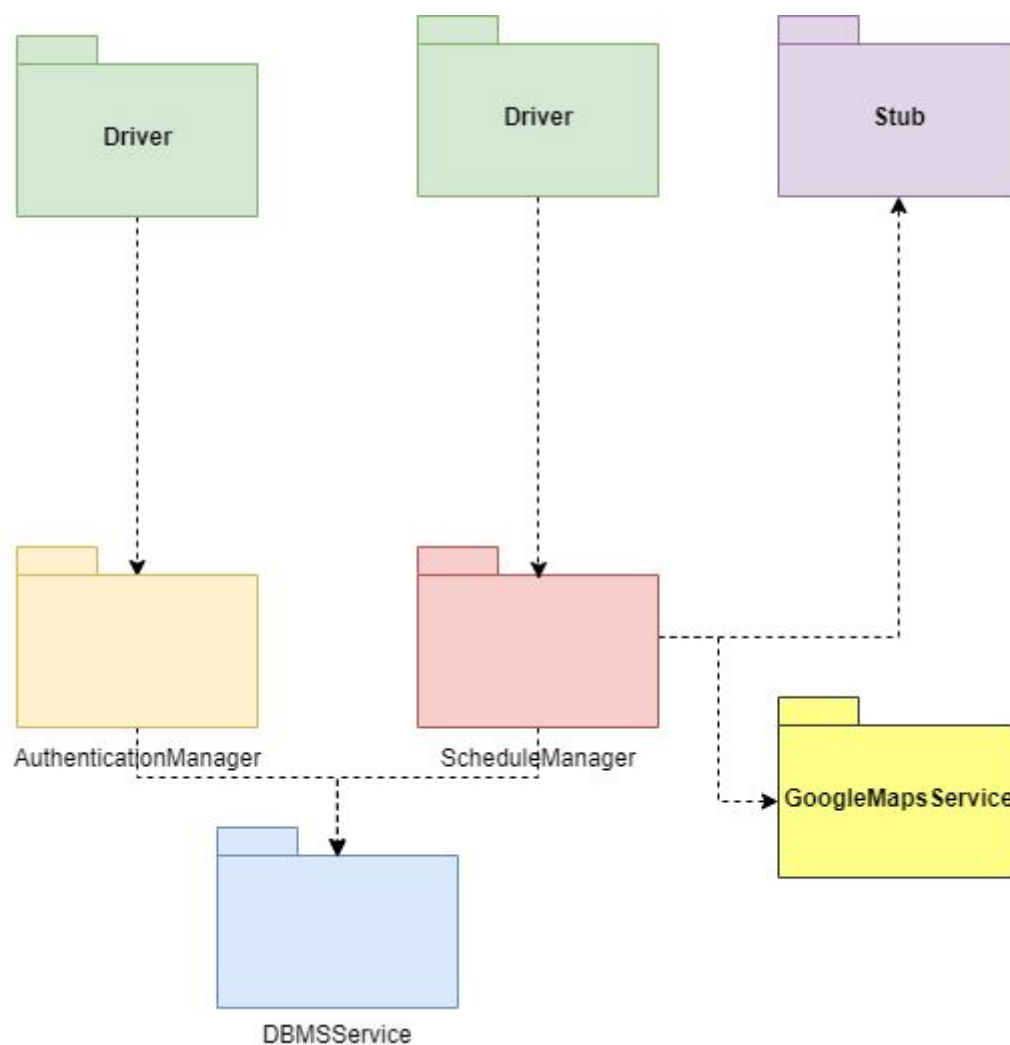 Driver
Driver
Stub
AuthenticationManager
ScheduleManager
GoogleMapsService
DBMSService